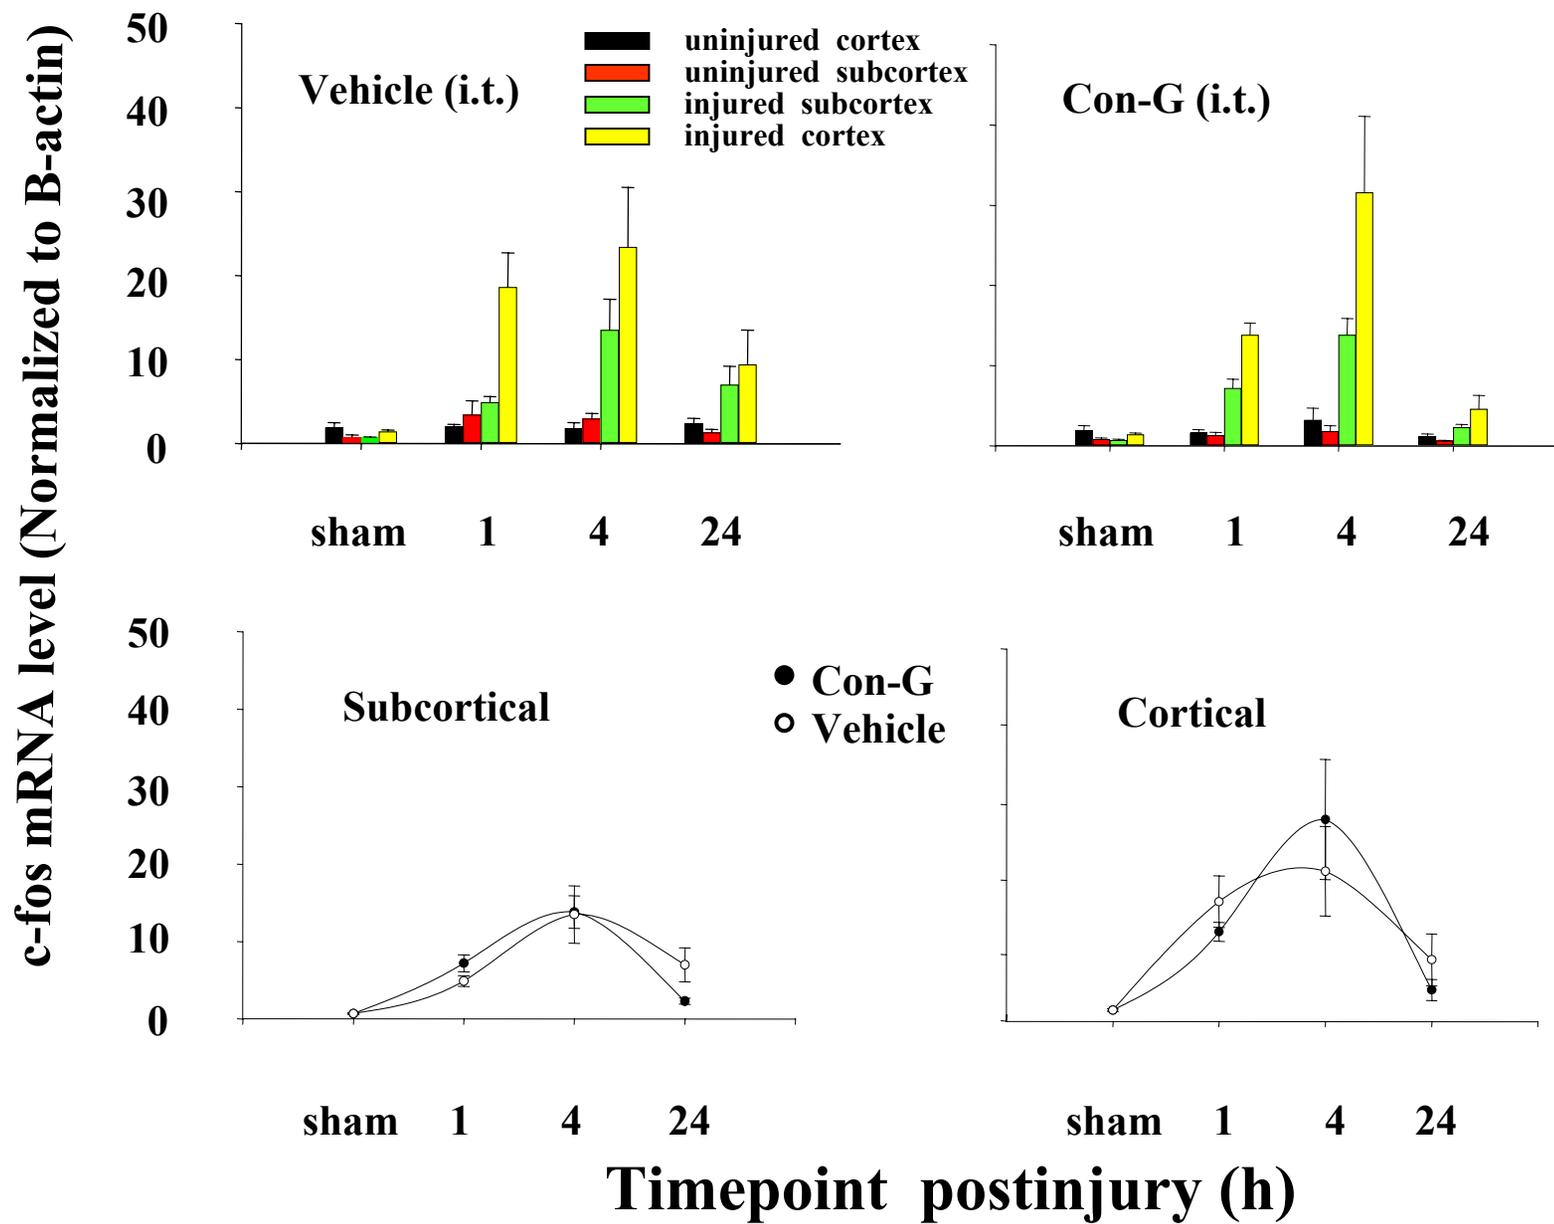 c-fos mRNA level (Normalized to B-actin)
50
40
30
20
10
0
Vehicle (i.t.)
uninjured cortex
uninjured subcortex
injured subcortex
injured cortex
Con-G (i.t.)
sham 1 4 24
sham 1 4 24
50
40
30
20
10
0
Subcortical
Con-G
Vehicle
Cortical
sham 1 4 24
sham 1 4 24
Timepoint postinjury (h)